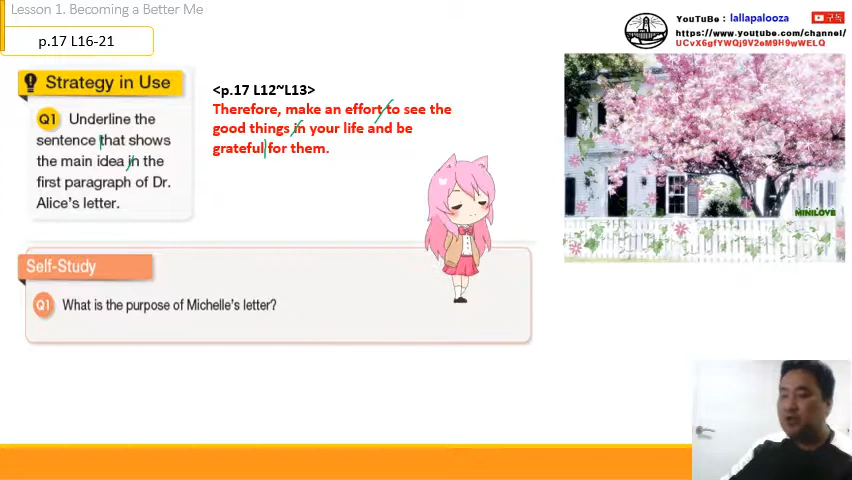 Lesson 1. Becoming a Better Me
p.17 L16-21
YouTuBe : lallapalooza
구독
https://www.youtube.com/channel/
UCvX6gfYWQj9V2eM9H9wWELQ
Strategy in Use
Q1 Underline the
sentence that shows
the main idea in the
first paragraph of Dr.
Alice's letter.
<p.17 L12~L13>
Therefore, make an effort to see the
good things in your life and be
grateful for them.
MINILOVE
Self-Study
Q1 What is the purpose of Michelle's letter?